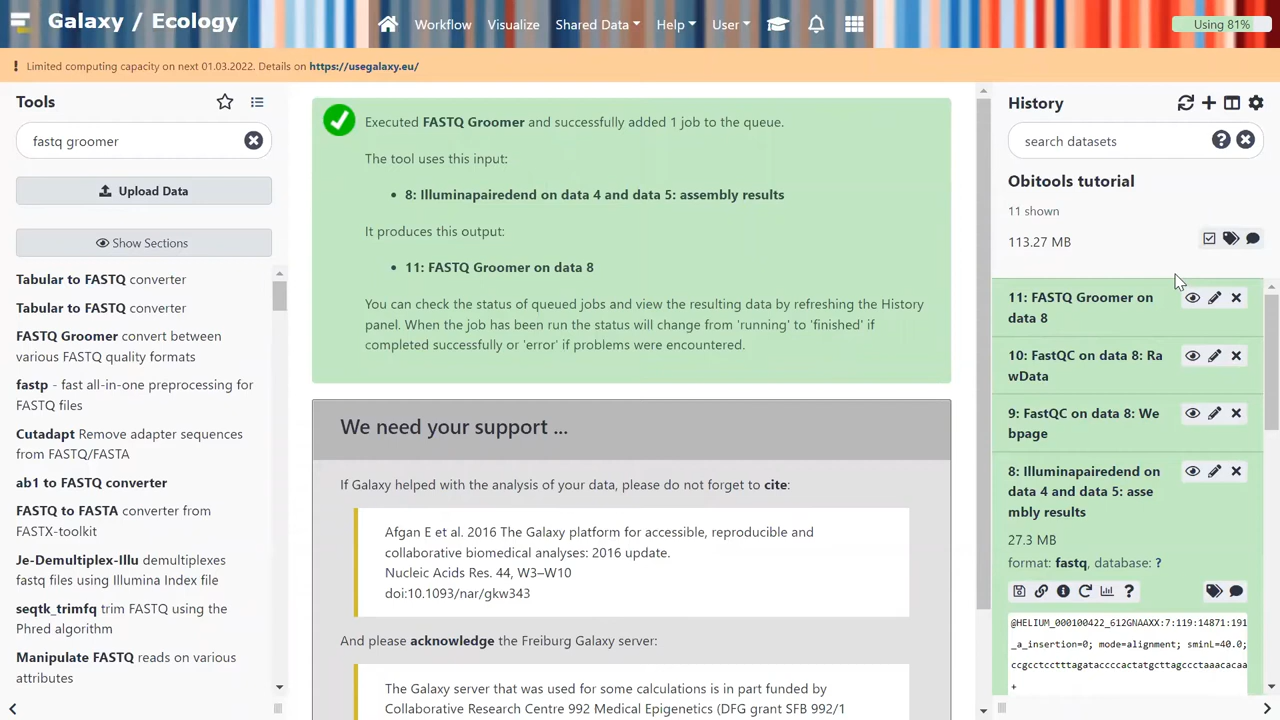 Galaxy / Ecology
Workflow
Visualize
Shared Data
Help
User
Using 81%
! Limited computing capacity on next 01.03.2022. Details on https://usegalaxy.eu/
Tools
fastq groomer
Upload Data
Show Sections
Tabular to FASTQ converter
Tabular to FASTQ converter
FASTQ Groomer convert between
various FASTQ quality formats
fastp - fast all-in-one preprocessing for
FASTQ files
Cutadapt Remove adapter sequences
from FASTQ/FASTA
ab1 to FASTQ converter
FASTQ to FASTA converter from
FASTX-toolkit
Je-Demultiplex-Illu demultiplexes
fastq files using Illumina Index file
seqtk_trimfq trim FASTQ using the
Phred algorithm
Manipulate FASTQ reads on various
attributes
Executed FASTQ Groomer and successfully added 1 job to the queue.
The tool uses this input:
• 8: Illuminapairedend on data 4 and data 5: assembly results
It produces this output:
• 11: FASTQ Groomer on data 8
You can check the status of queued jobs and view the resulting data by refreshing the History
panel. When the job has been run the status will change from 'running' to 'finished' if
completed successfully or 'error' if problems were encountered.
We need your support ...
If Galaxy helped with the analysis of your data, please do not forget to cite:
Afgan E et al. 2016 The Galaxy platform for accessible, reproducible and
collaborative biomedical analyses: 2016 update.
Nucleic Acids Res. 44, W3–W10
doi:10.1093/nar/gkw343
And please acknowledge the Freiburg Galaxy server:
The Galaxy server that was used for some calculations is in part funded by
Collaborative Research Centre 992 Medical Epigenetics (DFG grant SFB 992/1
History
search datasets
Obitools tutorial
11 shown
113.27 MB
11: FASTQ Groomer on
data 8
10: FastQC on data 8: Ra
wData
9: FastQC on data 8: We
bpage
8: Illuminapairedend on
data 4 and data 5: asse
mbly results
27.3 MB
format: fastq, database: ?
@HELIUM_000100422_612GNAAXX:7:119:14871:191
_a_insertion=0; mode=alignment; sminL=40.0;
ccgcctcctttagataccccactatgcttagccctaaacacaa
+